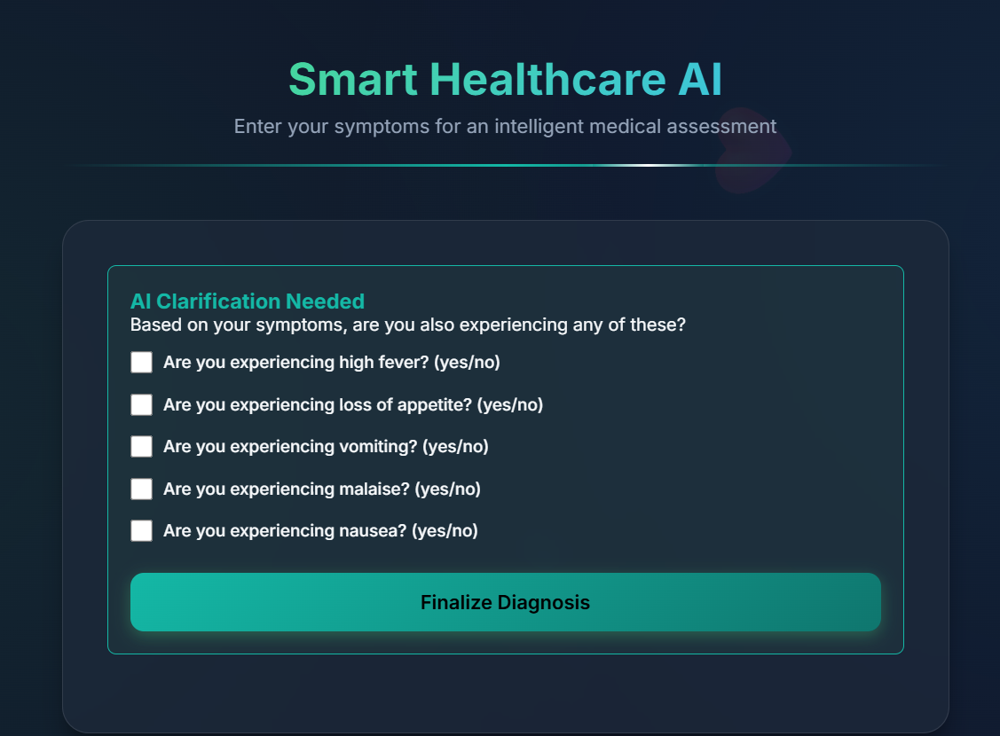 Smart Healthcare AI
Enter your symptoms for an intelligent medical assessment
AI Clarification Needed
Based on your symptoms, are you also experiencing any of these?
Are you experiencing high fever? (yes/no)
Are you experiencing loss of appetite? (yes/no)
Are you experiencing vomiting? (yes/no)
Are you experiencing malaise? (yes/no)
Are you experiencing nausea? (yes/no)
Finalize Diagnosis